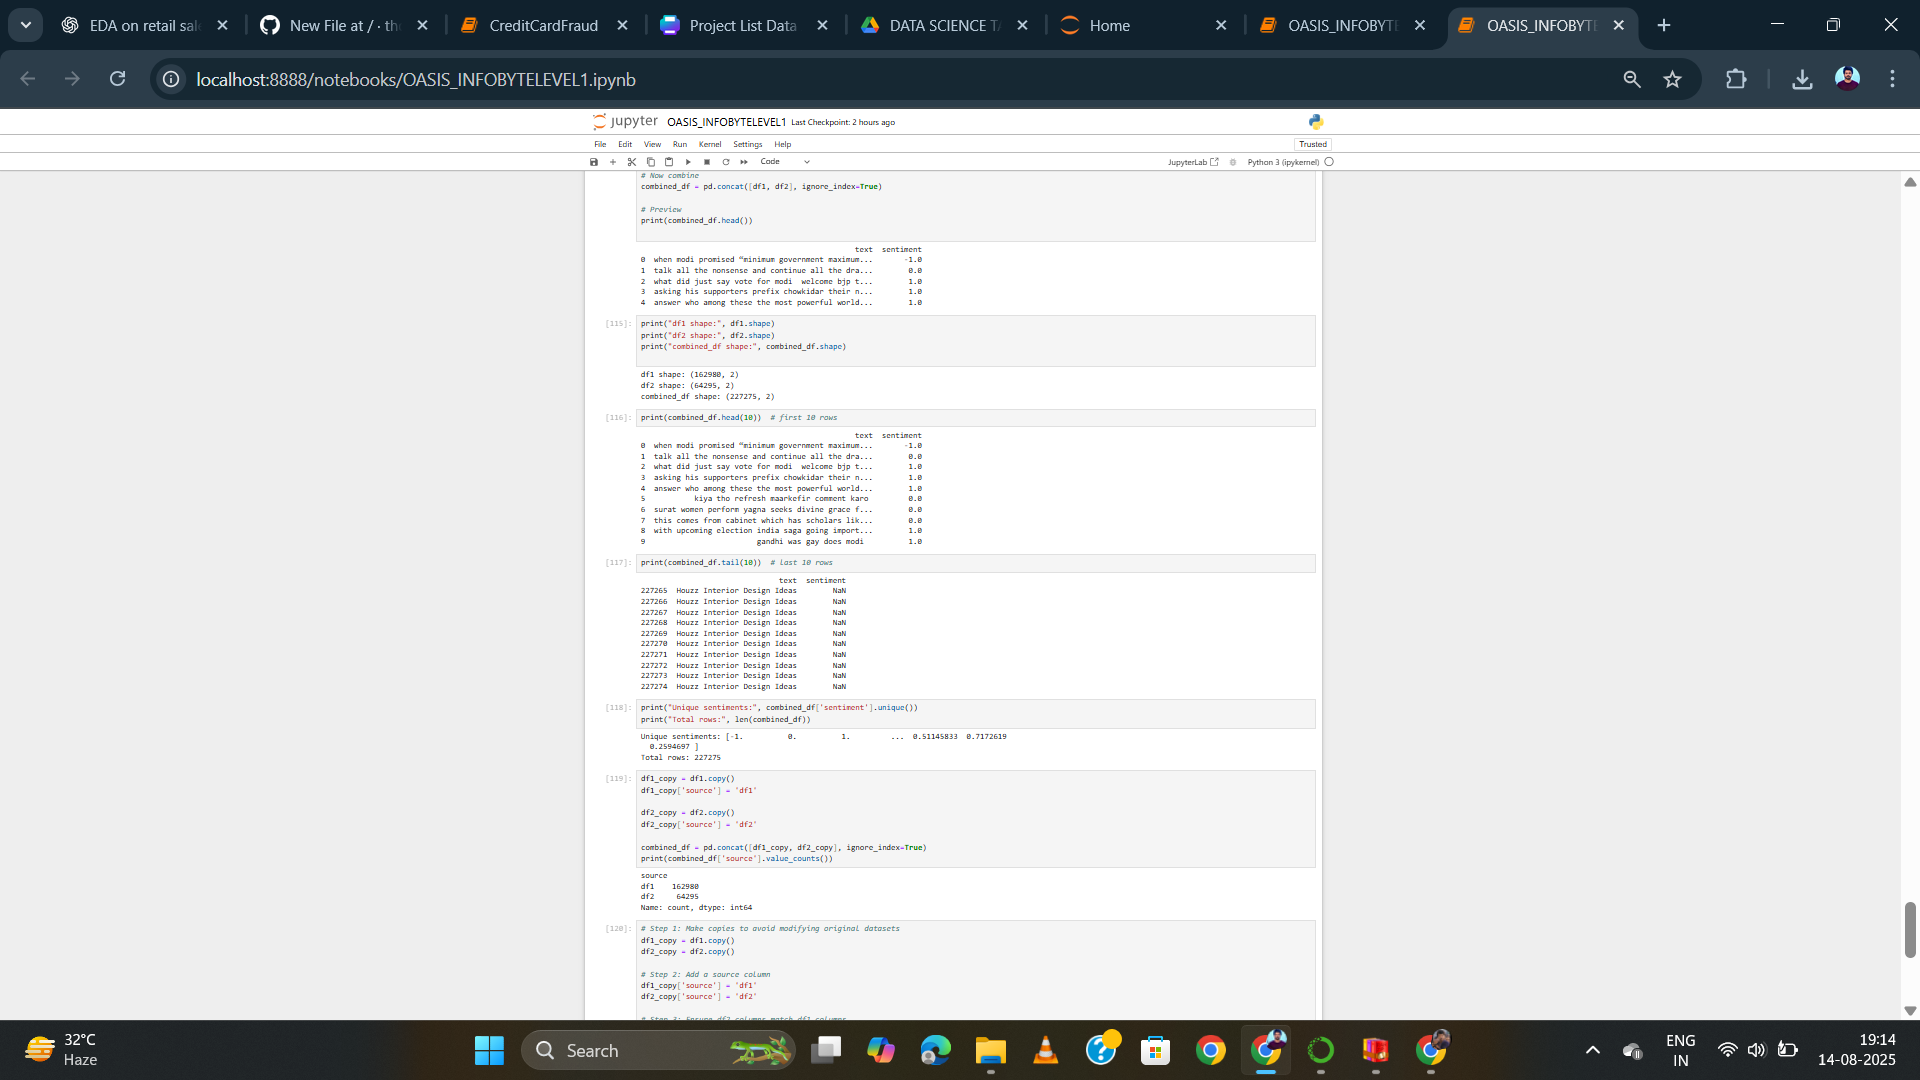 EDA on retail sal
New File at / · th
CreditCardFraud
Project List Data
DATA SCIENCE TA
Home
OASIS_INFOBYTE
OASIS_INFOBYTE
localhost:8888/notebooks/OASIS_INFOBYTELEVEL1.ipynb
jupyter OASIS_INFOBYTELEVEL1 Last Checkpoint: 2 hours ago
File Edit View Run Kernel Settings Help Trusted
Code JupyterLab Python 3 (ipykernel)
# Now combine
combined_df = pd.concat([df1, df2], ignore_index=True)
# Preview
print(combined_df.head())
text sentiment
0 when modi promised “minimum government maximum... -1.0
1 talk all the nonsense and continue all the dra... 0.0
2 what did just say vote for modi welcome bjp t... 1.0
3 asking his supporters prefix chowkidar their n... 1.0
4 answer who among these the most powerful world... 1.0
[115]: print("df1 shape:", df1.shape)
print("df2 shape:", df2.shape)
print("combined_df shape:", combined_df.shape)
df1 shape: (162980, 2)
df2 shape: (64295, 2)
combined_df shape: (227275, 2)
[116]: print(combined_df.head(10)) # first 10 rows
text sentiment
0 when modi promised “minimum government maximum... -1.0
1 talk all the nonsense and continue all the dra... 0.0
2 what did just say vote for modi welcome bjp t... 1.0
3 asking his supporters prefix chowkidar their n... 1.0
4 answer who among these the most powerful world... 1.0
5 kiya tho refresh maarkefir comment karo 0.0
6 surat women perform yagna seeks divine grace f... 0.0
7 this comes from cabinet which has scholars lik... 0.0
8 with upcoming election india saga going import... 1.0
9 gandhi was gay does modi 1.0
[117]: print(combined_df.tail(10)) # last 10 rows
text sentiment
227265 Houzz Interior Design Ideas NaN
227266 Houzz Interior Design Ideas NaN
227267 Houzz Interior Design Ideas NaN
227268 Houzz Interior Design Ideas NaN
227269 Houzz Interior Design Ideas NaN
227270 Houzz Interior Design Ideas NaN
227271 Houzz Interior Design Ideas NaN
227272 Houzz Interior Design Ideas NaN
227273 Houzz Interior Design Ideas NaN
227274 Houzz Interior Design Ideas NaN
[118]: print("Unique sentiments:", combined_df['sentiment'].unique())
print("Total rows:", len(combined_df))
Unique sentiments: [-1. 0. 1. ... 0.51145833 0.7172619
0.2594697 ]
Total rows: 227275
[119]: df1_copy = df1.copy()
df1_copy['source'] = 'df1'
df2_copy = df2.copy()
df2_copy['source'] = 'df2'
combined_df = pd.concat([df1_copy, df2_copy], ignore_index=True)
print(combined_df['source'].value_counts())
source
df1 162980
df2 64295
Name: count, dtype: int64
[120]: # Step 1: Make copies to avoid modifying original datasets
df1_copy = df1.copy()
df2_copy = df2.copy()
# Step 2: Add a source column
df1_copy['source'] = 'df1'
df2_copy['source'] = 'df2'
# Step 3: Ensure df2 columns match df1 columns
32°C
Haze
Search
ENG
IN
19:14
14-08-2025